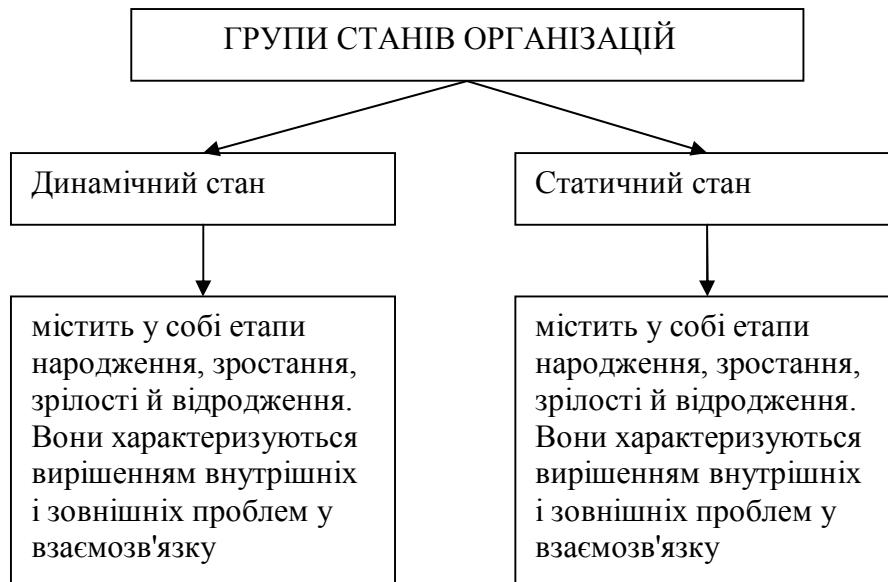 ГРУПИ СТАНІВ ОРГАНІЗАЦІЙ
Динамічний стан
Статичний стан
містить у собі етапи
народження, зростання,
зрілості й відродження.
Вони характеризуються
вирішенням внутрішніх
і зовнішніх проблем у
взаємозв'язку
містить у собі етапи
народження, зростання,
зрілості й відродження.
Вони характеризуються
вирішенням внутрішніх
і зовнішніх проблем у
взаємозв'язку